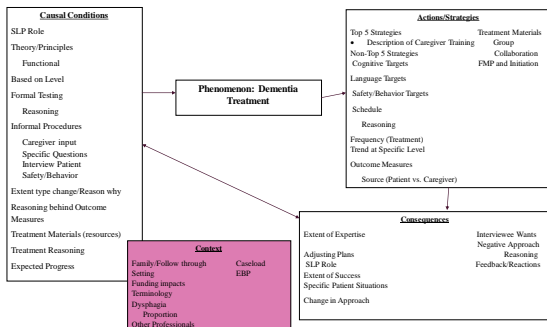 Causal Conditions
SLP Role
Theory/Principles
Functional
Based on Level
Formal Testing
Reasoning
Informal Procedures
Caregiver input
Specific Questions
Interview Patient
Safety/Behavior
Extent type change/Reason why
Reasoning behind Outcome
Measures
Treatment Materials (resources)
Treatment Reasoning
Expected Progress
Phenomenon: Dementia
Treatment
Actions/Strategies
Top 5 Strategies Treatment Materials
• Description of Caregiver Training Group
Non-Top 5 Strategies Collaboration
Cognitive Targets FMP and Initiation
Language Targets
Safety/Behavior Targets
Schedule
Reasoning
Frequency (Treatment)
Trend at Specific Level
Outcome Measures
Source (Patient vs. Caregiver)
Context
Family/Follow through Caseload
Setting EBP
Funding impacts
Terminology
Dysphagia
Proportion
Other Professionals
Consequences
Extent of Expertise Interviewee Wants
Negative Approach
Adjusting Plans Reasoning
SLP Role Feedback/Reactions
Extent of Success
Specific Patient Situations
Change in Approach